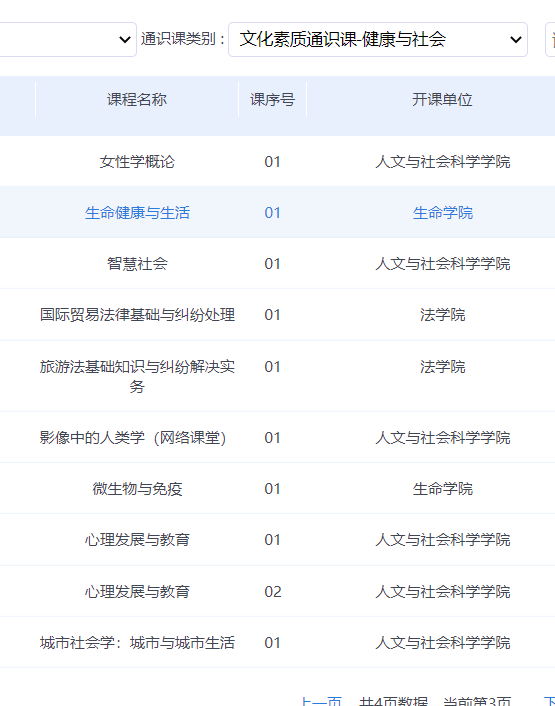 通识课类别： 文化素质通识课-健康与社会
课程名称 课序号 开课单位
女性学概论 01 人文与社会科学学院
生命健康与生活 01 生命学院
智慧社会 01 人文与社会科学学院
国际贸易法律基础与纠纷处理 01 法学院
旅游法基础知识与纠纷解决实
务
01 法学院
影像中的人类学（网络课堂） 01 人文与社会科学学院
微生物与免疫 01 生命学院
心理发展与教育 01 人文与社会科学学院
心理发展与教育 02 人文与社会科学学院
城市社会学：城市与城市生活 01 人文与社会科学学院
上一页 共4页数据 当前第3页 下